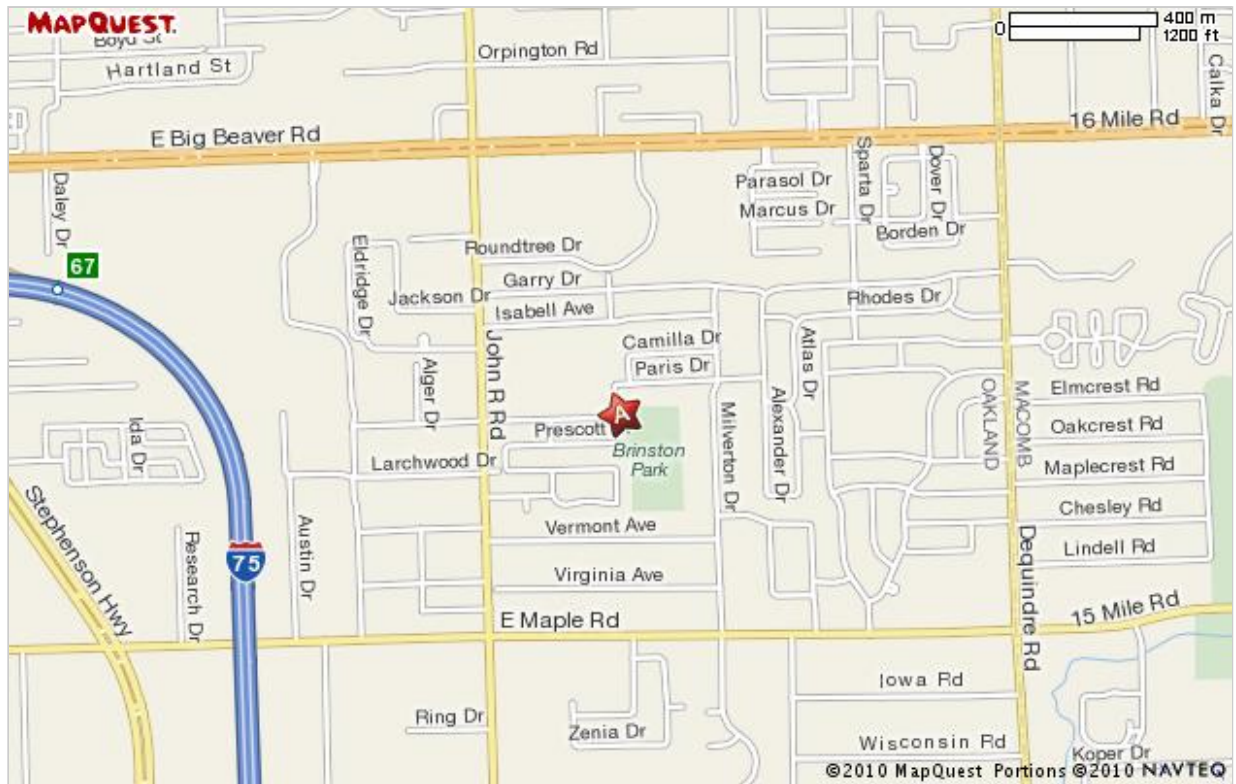 MAPQUEST.
400 m
0
1200 ft
Boyd St
Hartland St
Orpington Rd
Calka Dr
E Big Beaver Rd
16 Mile Rd
Daley Dr
Parasol Dr
Marcus Dr
Sparta Dr
Dover Dr
Borden Dr
67
Eldridge Dr
Roundtree Dr
Garry Dr
Jackson Dr
Isabell Ave
Rhodes Dr
John R Rd
Camilla Dr
Paris Dr
Atlas Dr
Alger Dr
Alexander Dr
Milverton Dr
OAKLAND
MACOMB
Elmcrest Rd
Ida Dr
A
Prescott
Brinston
Park
Oakcrest Rd
Larchwood Dr
Maplecrest Rd
Stephenson Hwy
Austin Dr
Research Dr
75
Vermont Ave
Chesley Rd
Dequindre Rd
Lindell Rd
Virginia Ave
E Maple Rd
15 Mile Rd
Iowa Rd
Ring Dr
Zenia Dr
Wisconsin Rd
Koper Dr
©2010 MapQuest Portions ©2010 NAVTEQ